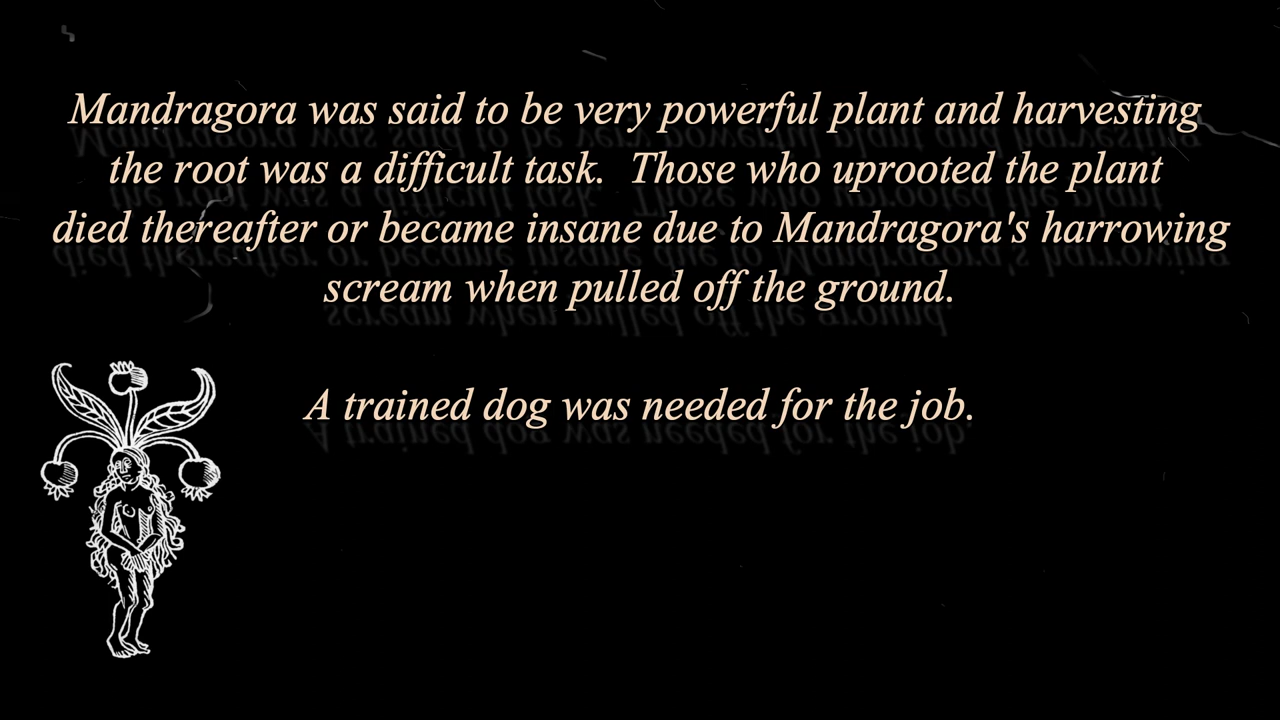 Mandragora was said to be very powerful plant and harvesting
the root was a difficult task.  Those who uprooted the plant
died thereafter or became insane due to Mandragora's harrowing
scream when pulled off the ground.
A trained dog was needed for the job.